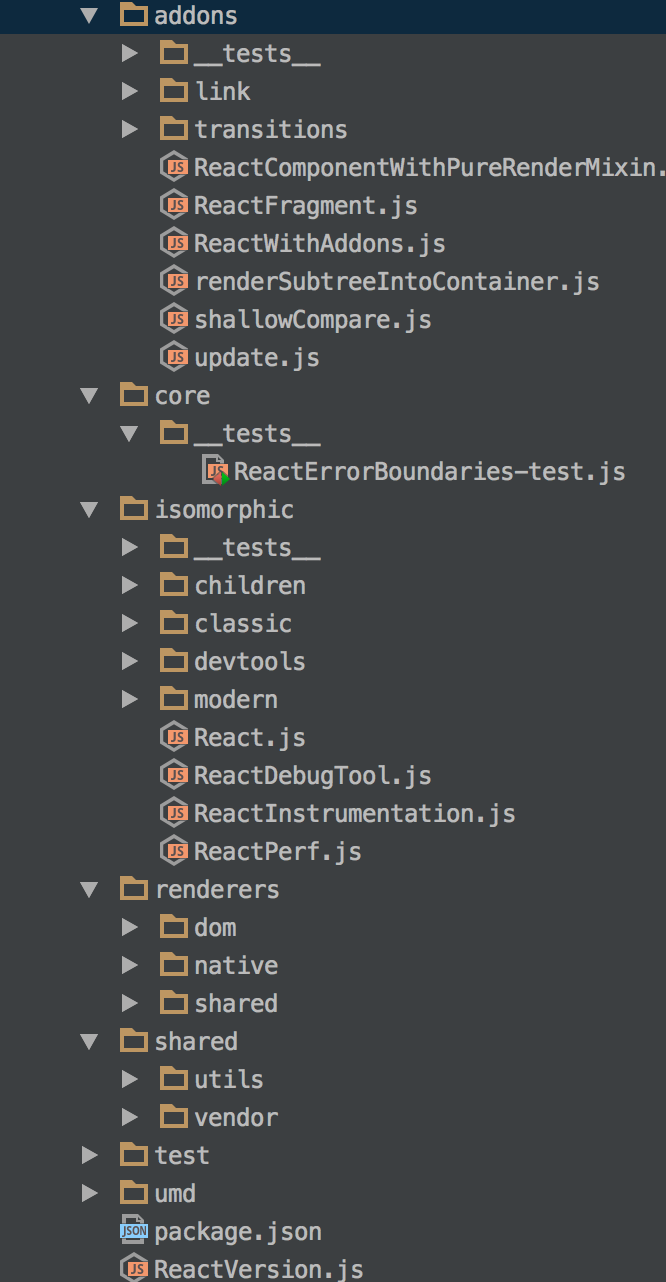 addons
__tests__
link
transitions
JS ReactComponentWithPureRenderMixin.
JS ReactFragment.js
JS ReactWithAddons.js
JS renderSubtreeIntoContainer.js
JS shallowCompare.js
JS update.js
core
__tests__
JS ReactErrorBoundaries-test.js
isomorphic
__tests__
children
classic
devtools
modern
JS React.js
JS ReactDebugTool.js
JS ReactInstrumentation.js
JS ReactPerf.js
renderers
dom
native
shared
shared
utils
vendor
test
umd
JSON package.json
JS ReactVersion.js